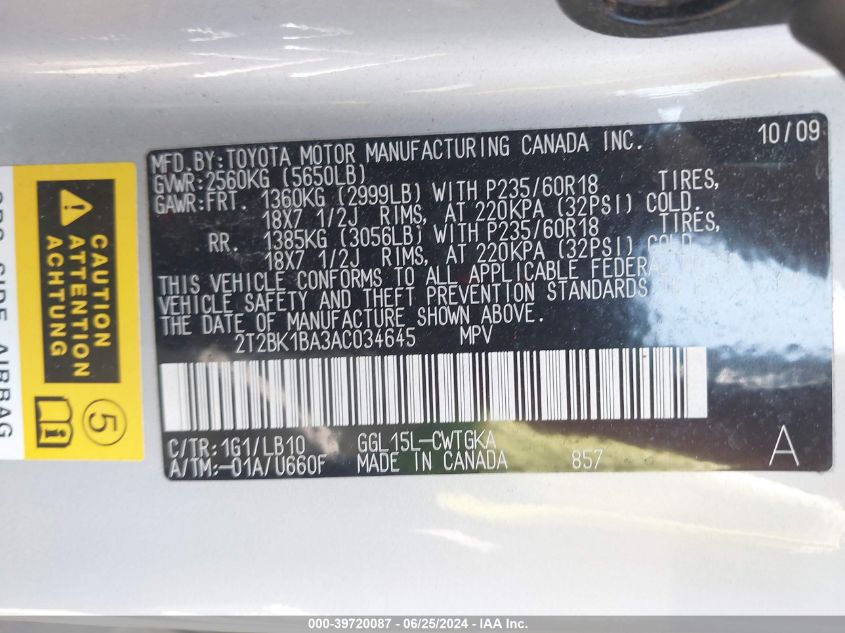 MFD. BY: TOYOTA MOTOR MANUFACTURING CANADA INC. 10/09
GVWR: 2560KG (5650LB)
GAWR: FRT. 1360KG (2999LB) WITH P235/60R18 TIRES,
18X7 1/2J RIMS, AT 220KPA (32PSI) COLD.
RR. 1385KG (3056LB) WITH P235/60R18 TIRES,
18X7 1/2J RIMS, AT 220KPA (32PSI) COLD.
THIS VEHICLE CONFORMS TO ALL APPLICABLE FEDERAL
VEHICLE SAFETY AND THEFT PREVENTION STANDARDS IN
THE DATE OF MANUFACTURE SHOWN ABOVE.
2T2BK1BA3AC034645 MPV
C/TR: 1G1/LB10 GGL15L-CWTGKA
A/TM: -01A/U660F MADE IN CANADA 857 A
CAUTION
ATTENTION
ACHTUNG
5
SRS SIDE AIRBAG
000-39720087 - 06/25/2024 - IAA Inc.